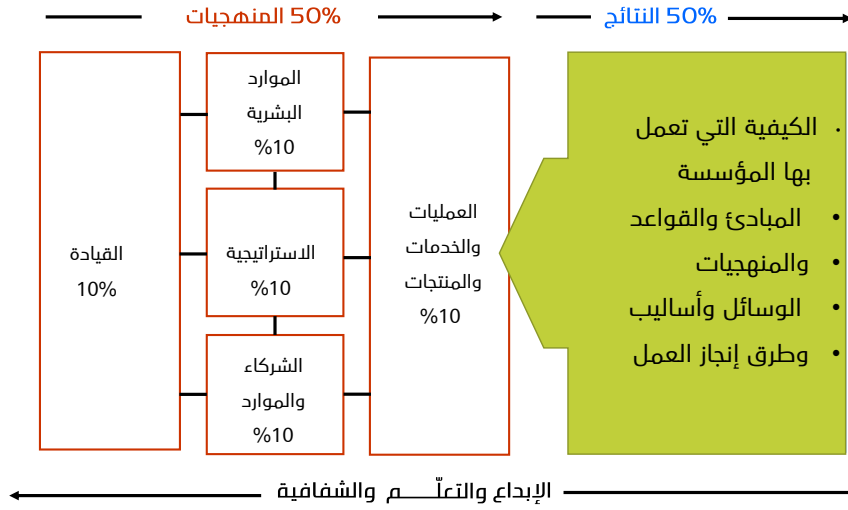 50% المنهجيات
50% النتائج
القيادة
10%
الموارد
البشرية
%10
الاستراتيجية
%10
الشركاء
والموارد
%10
العمليات
والخدمات
والمنتجات
%10
. الكيفية التي تعمل
بها المؤسسة
• المبادئ والقواعد
• والمنهجيات
• الوسائل وأساليب
• وطرق إنجاز العمل
الإبداع والتعلّـــــم والشفافية